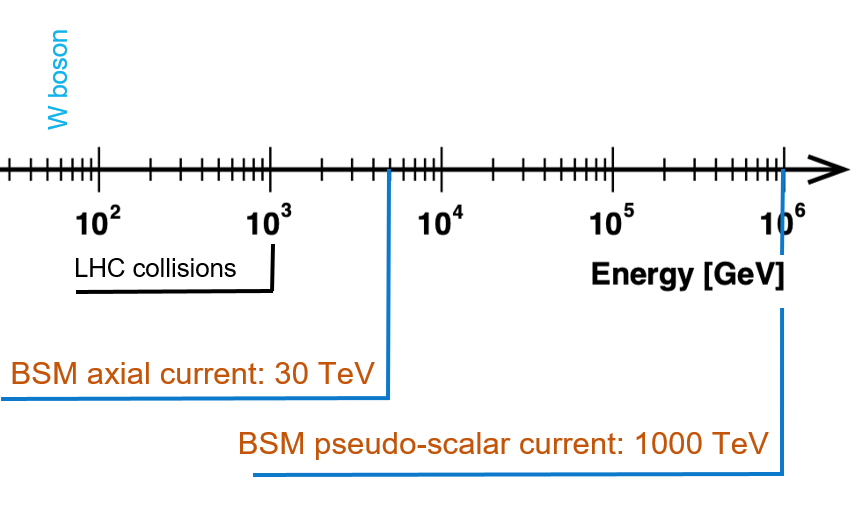 W boson
10²
10³
10⁴
10⁵
10⁶
LHC collisions
Energy [GeV]
BSM axial current: 30 TeV
BSM pseudo-scalar current: 1000 TeV